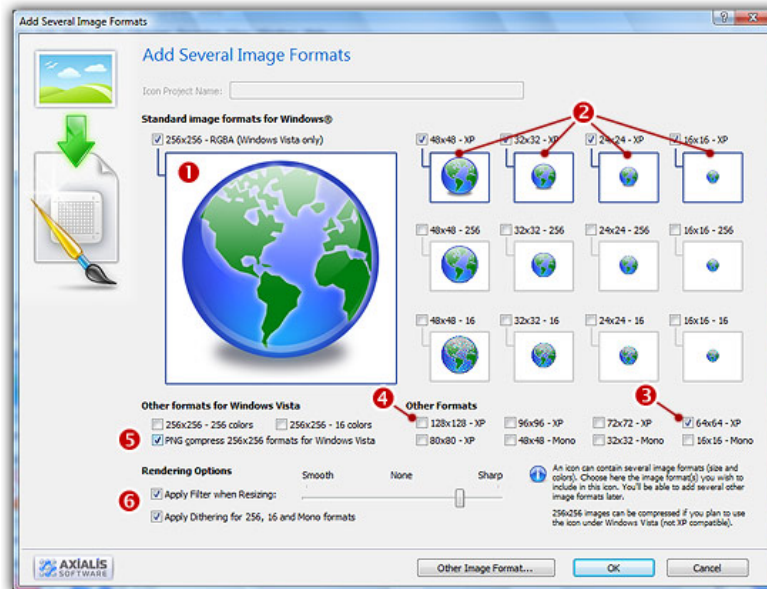 Add Several Image Formats
Add Several Image Formats
Icon Project Name:
Standard image formats for Windows®
256x256 - RGBA (Windows Vista only)
48x48 - XP
32x32 - XP
24x24 - XP
16x16 - XP
1
2
48x48 - 256
32x32 - 256
24x24 - 256
16x16 - 256
48x48 - 16
32x32 - 16
24x24 - 16
16x16 - 16
3
4
Other formats for Windows Vista
Other Formats
256x256 - 256 colors
256x256 - 16 colors
128x128 - XP
96x96 - XP
72x72 - XP
64x64 - XP
5
PNG compress 256x256 formats for Windows Vista
80x80 - XP
48x48 - Mono
32x32 - Mono
16x16 - Mono
Rendering Options
Smooth
None
Sharp
6
Apply Filter when Resizing:
Apply Dithering for 256, 16 and Mono formats
An icon can contain several image formats (size and
colors). Choose here the image format(s) you wish to
include in this icon. You'll be able to add several other
image formats later.
256x256 images can be compressed if you plan to use
the icon under Windows Vista (not XP compatible).
AXIALIS
SOFTWARE
Other Image Format...
OK
Cancel